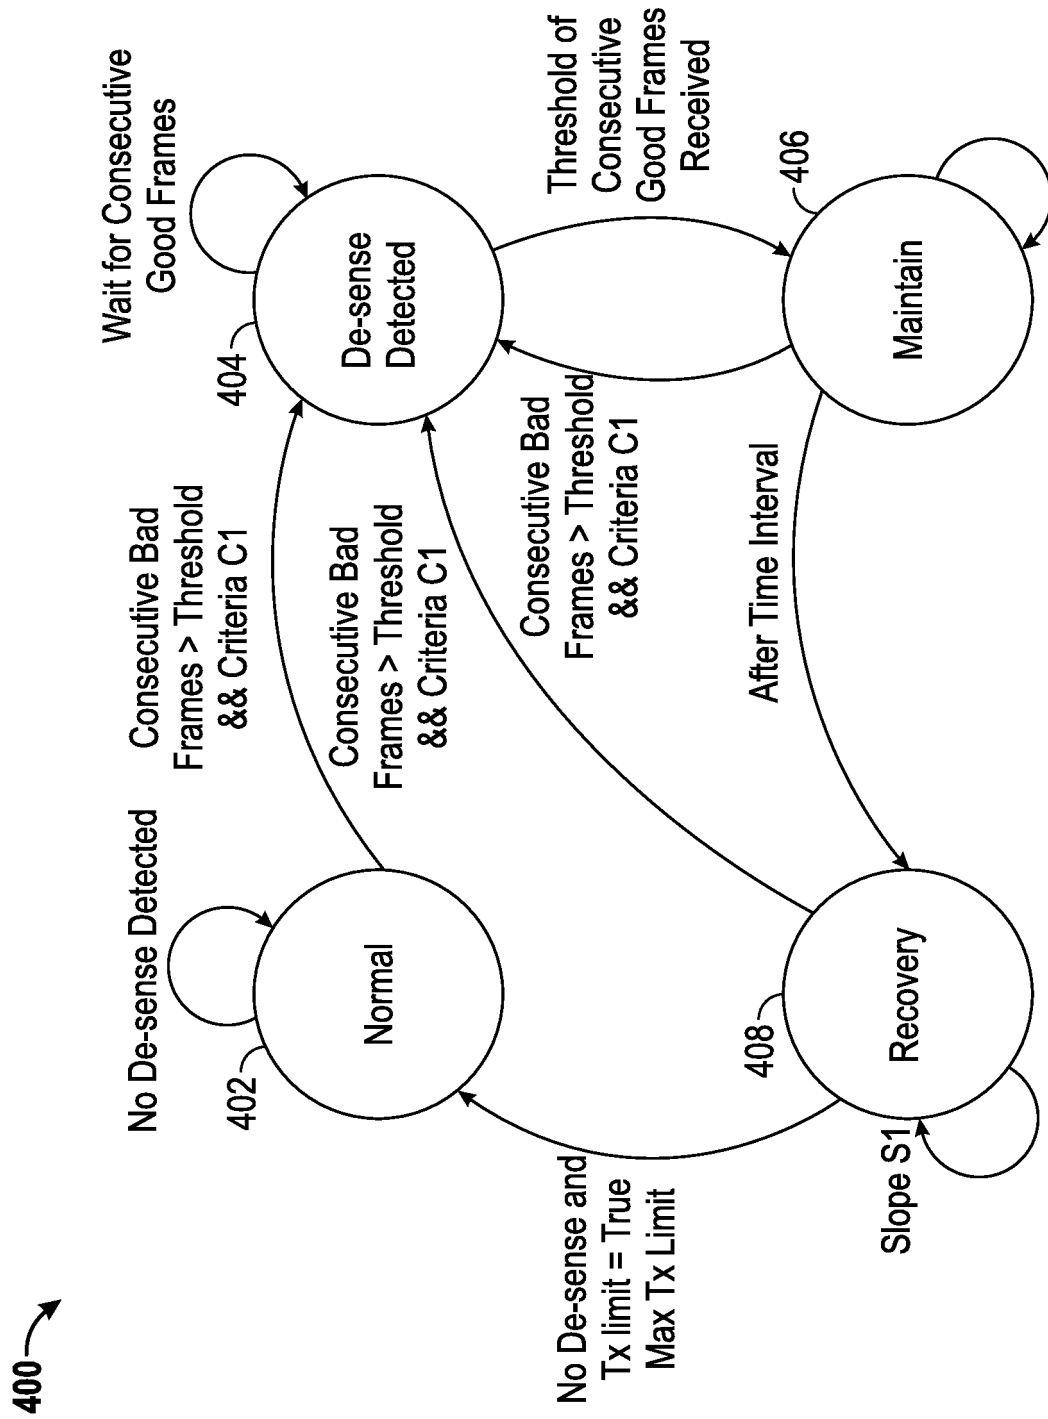 400
No De-sense Detected
402
Normal
Consecutive Bad
Frames > Threshold
&& Criteria C1
Wait for Consecutive
Good Frames
404
De-sense
Detected
Consecutive Bad
Frames > Threshold
&& Criteria C1
Consecutive Bad
Frames > Threshold
&& Criteria C1
Threshold of
Consecutive
Good Frames
Received
No De-sense and
Tx limit = True
Max Tx Limit
408
Recovery
Slope S1
After Time Interval
406
Maintain